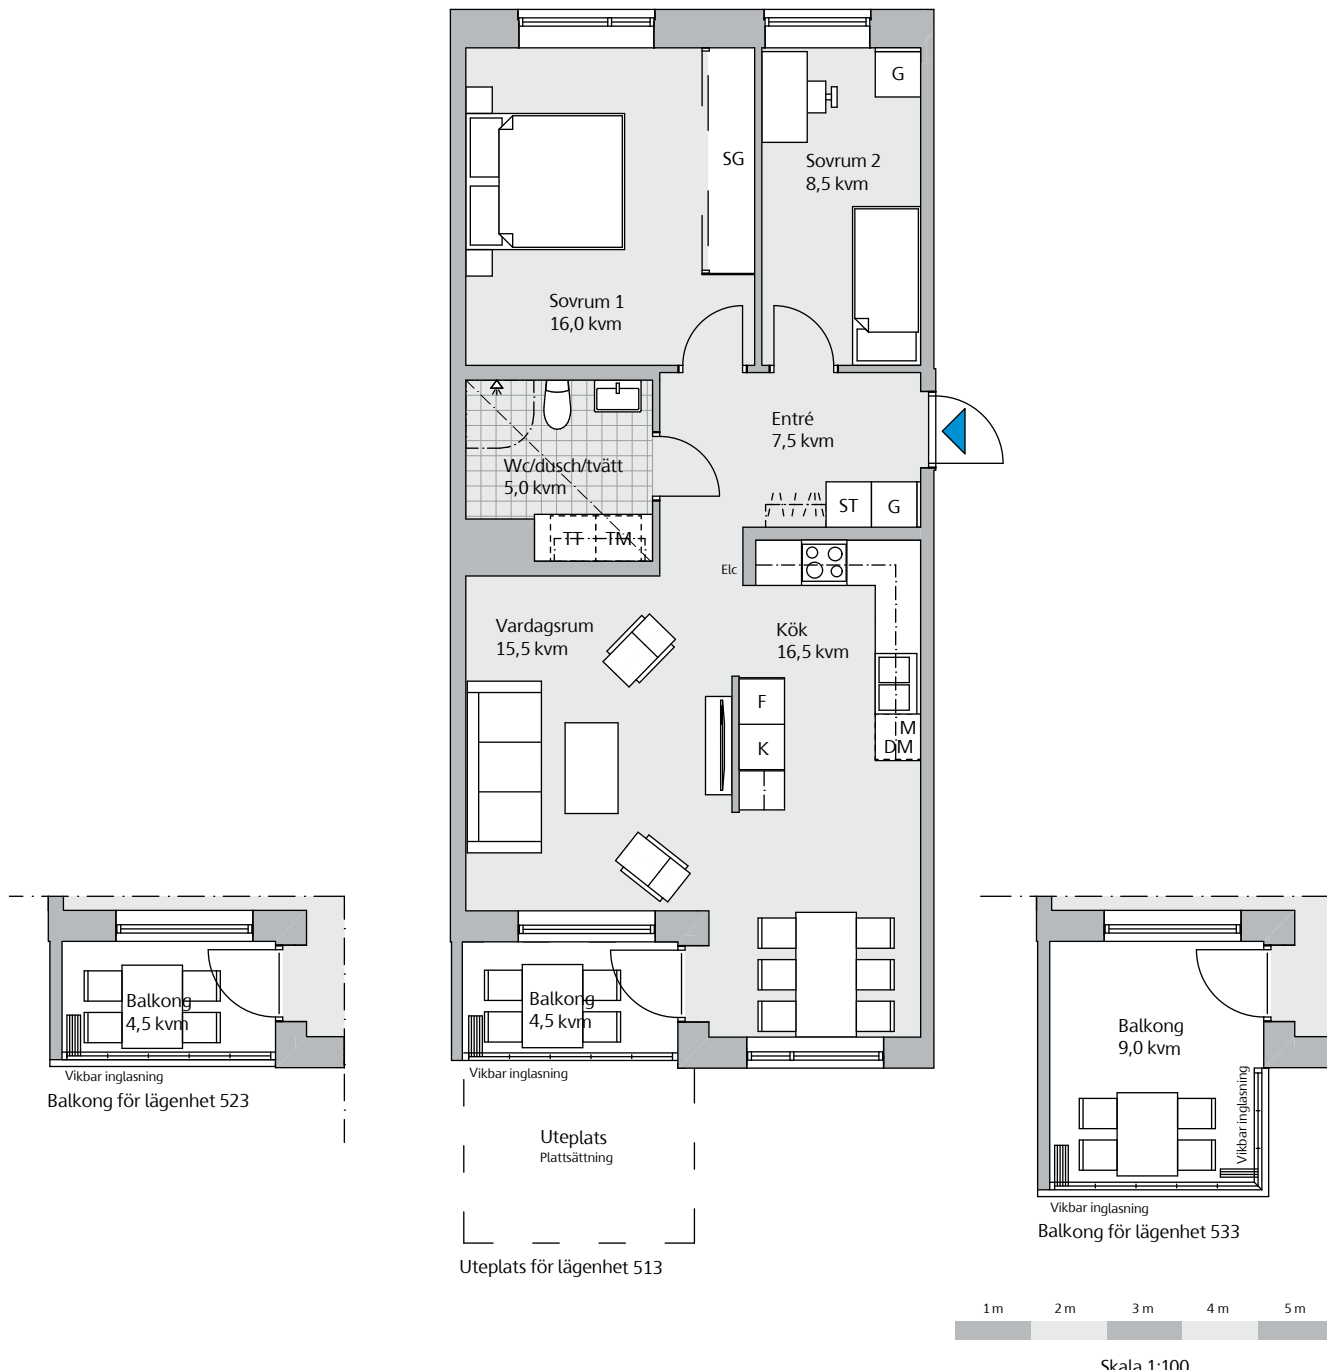 G
SG
Sovrum 2
8,5 kvm
Sovrum 1
16,0 kvm
Entré
7,5 kvm
Wc/dusch/tvätt
5,0 kvm
ST
G
TT
TM
Elc
Vardagsrum
15,5 kvm
Kök
16,5 kvm
F
K
M
DM
Balkong
4,5 kvm
Vikbar inglasning
Balkong för lägenhet 523
Balkong
4,5 kvm
Vikbar inglasning
Uteplats
Plattsättning
Uteplats för lägenhet 513
Balkong
9,0 kvm
Vikbar inglasning
Vikbar inglasning
Balkong för lägenhet 533
1 m 2 m 3 m 4 m 5 m
Skala 1:100